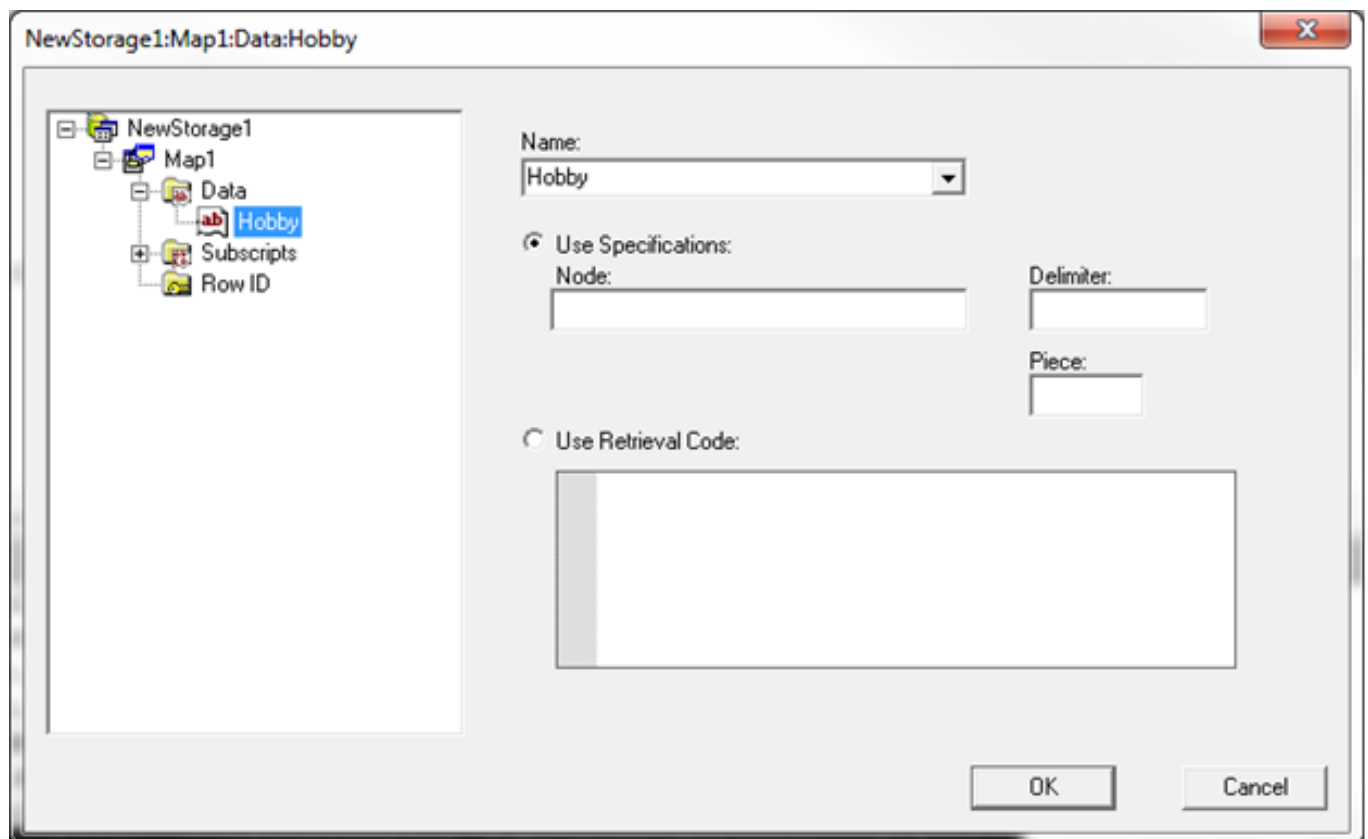 NewStorage1:Map1:Data:Hobby
NewStorage1
Map1
Data
Hobby
Subscripts
Row ID
Name:
Hobby
Use Specifications:
Node:
Delimiter:
Piece:
Use Retrieval Code:
OK
Cancel